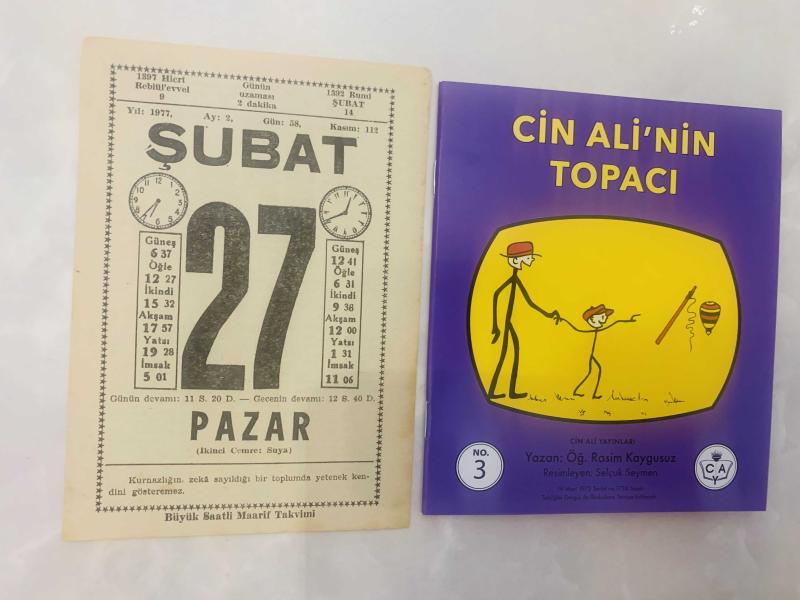 1397 Hicrî
Rebiül'evvel
9
Günün
uzaması
2 dakika
1392 Rumî
ŞUBAT
14
Yıl: 1977, Ay: 2, Gün: 58, Kasım: 112
ŞUBAT
27
Güneş
6 37
Öğle
12 27
İkindi
15 32
Akşam
17 57
Yatsı
19 28
İmsak
5 01
Güneş
12 41
Öğle
6 31
İkindi
9 36
Akşam
12 00
Yatsı
1 31
İmsak
11 06
Günün devamı: 11 S. 20 D. — Gecenin devamı: 12 S. 40 D.
PAZAR
(İkinci Cemre: Suya)
Kurnazlığın, zekâ sayıldığı bir toplumda yetenek ken-
dini gösteremez.
Büyük Saatli Maarif Takvimi
CİN ALİ'NİN
TOPACI
CİN ALİ YAYINLARI
Yazan: Öğ. Rasim Kaygusuz
Resimleyen: Selçuk Seymen
NO.
3
C A
Y